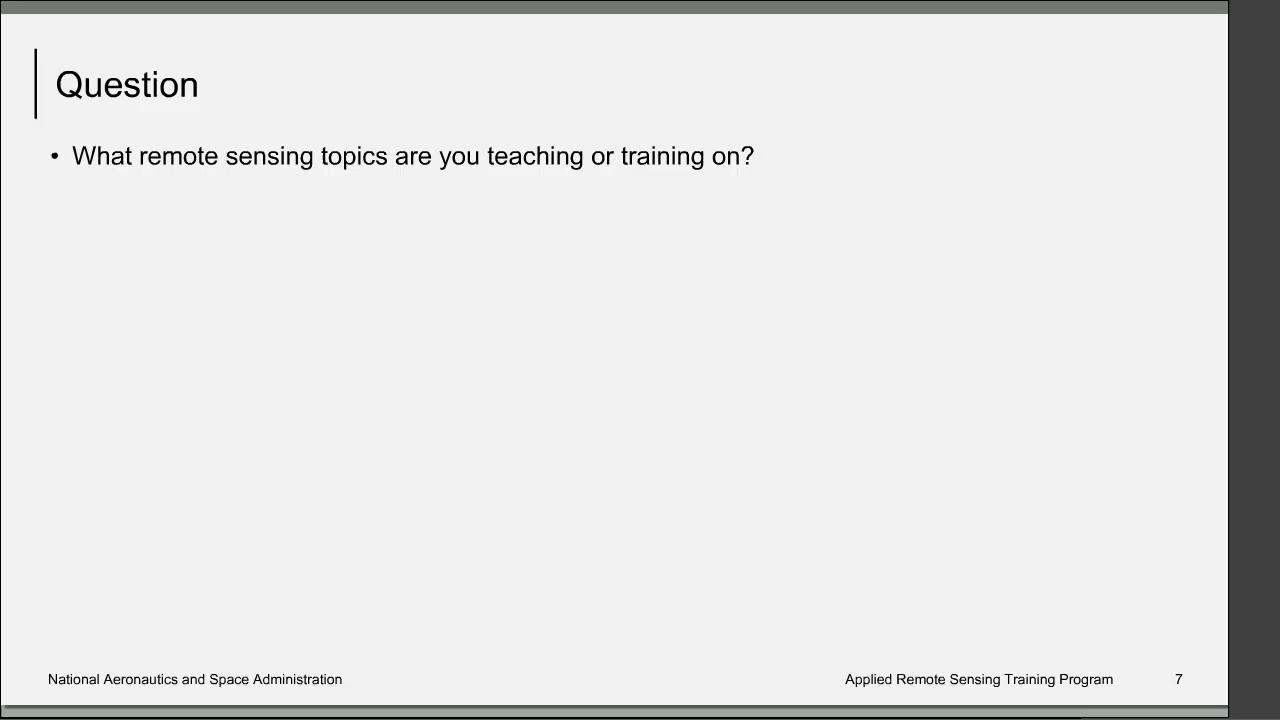 Question
• What remote sensing topics are you teaching or training on?
National Aeronautics and Space Administration
Applied Remote Sensing Training Program
7